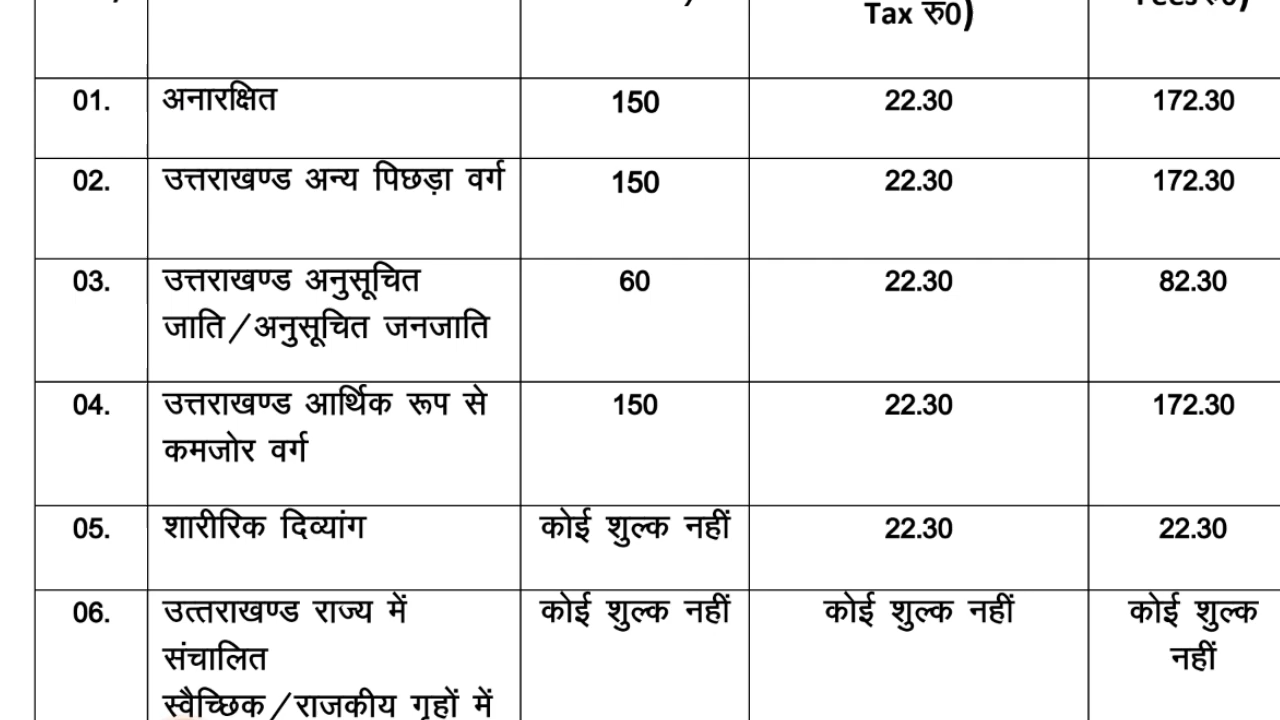 Tax रु0)
01. अनारक्षित 150 22.30 172.30
02. उत्तराखण्ड अन्य पिछड़ा वर्ग 150 22.30 172.30
03. उत्तराखण्ड अनुसूचित 60 22.30 82.30
जाति/अनुसूचित जनजाति
04. उत्तराखण्ड आर्थिक रूप से 150 22.30 172.30
कमजोर वर्ग
05. शारीरिक दिव्यांग कोई शुल्क नहीं 22.30 22.30
06. उत्तराखण्ड राज्य में कोई शुल्क नहीं कोई शुल्क नहीं कोई शुल्क
संचालित नहीं
स्वैच्छिक/राजकीय गृहों में